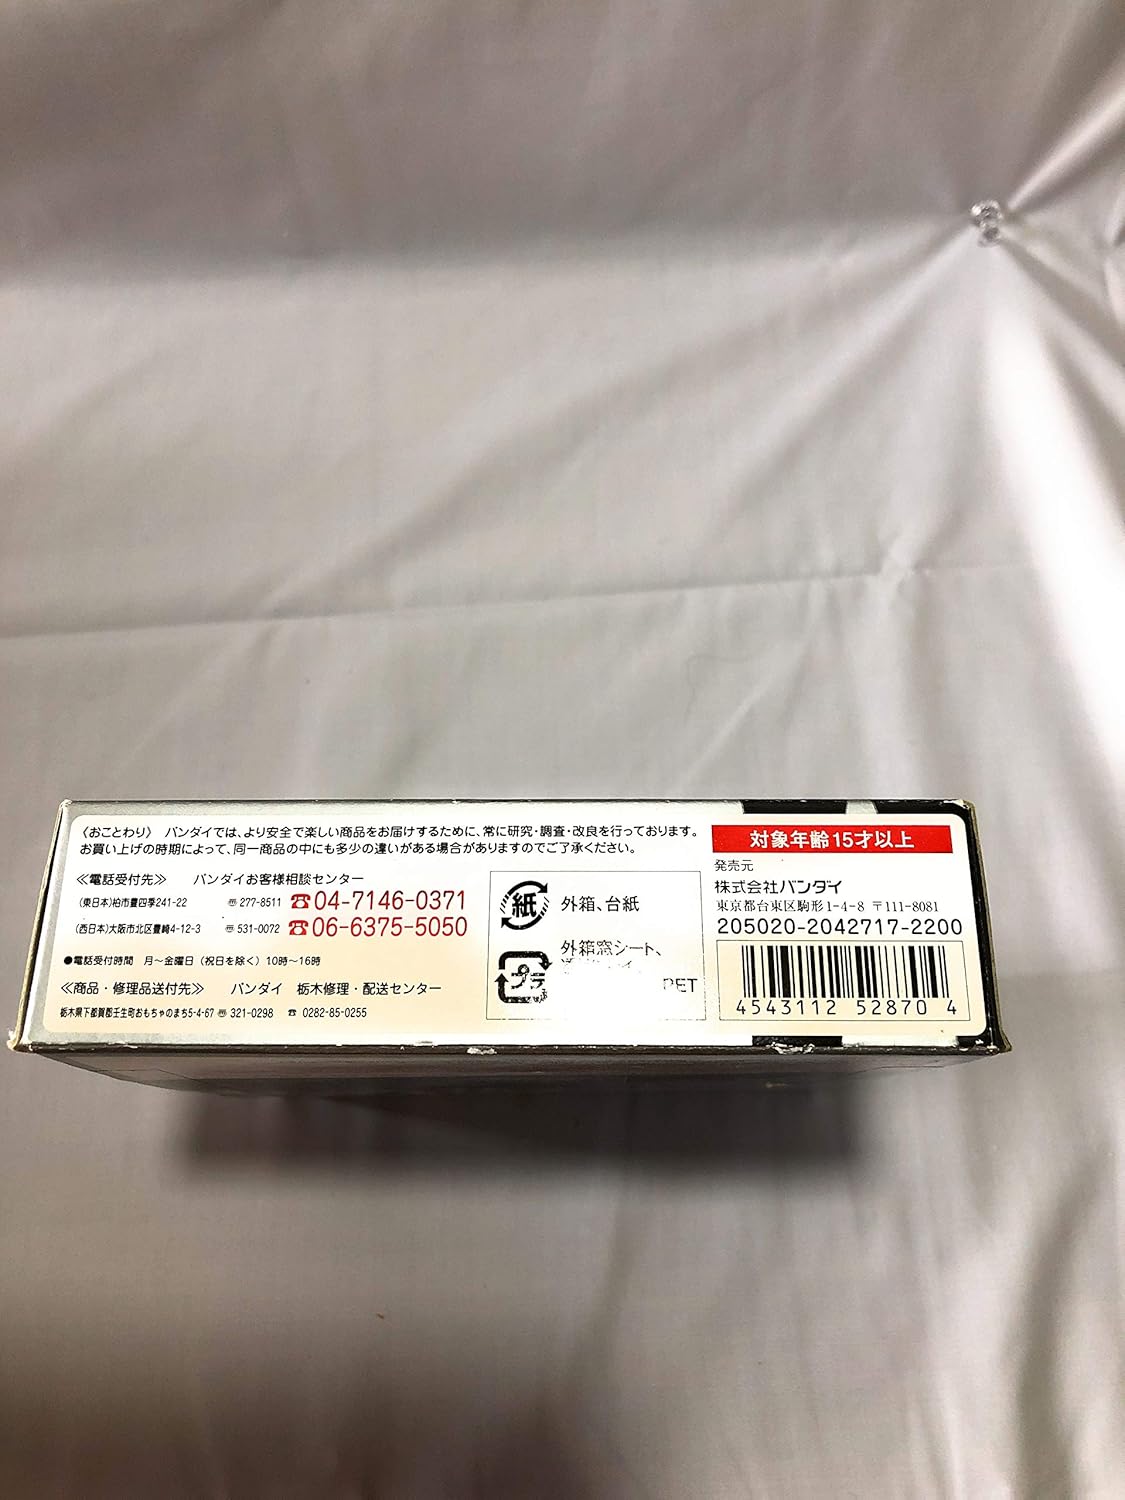 〈おことわり〉 バンダイでは、より安全で楽しい商品をお届けするために、常に研究・調査・改良を行っております。
お買い上げの時期によって、同一商品の中にも多少の違いがある場合がありますのでご了承ください。
≪電話受付先≫ バンダイお客様相談センター
(東日本)柏市豊四季241-22 〠277-8511 ☎04-7146-0371
(西日本)大阪市北区豊崎4-12-3 〠531-0072 ☎06-6375-5050
●電話受付時間 月〜金曜日(祝日を除く)10時〜16時
≪商品・修理品送付先≫ バンダイ 栃木修理・配送センター
栃木県下都賀郡壬生町おもちゃのまち5-4-67 〠321-0298 ☎ 0282-85-0255
紙 外箱、台紙
プラ 外箱窓シート、
PET
対象年齢15才以上
発売元
株式会社バンダイ
東京都台東区駒形1-4-8 〒111-8081
205020-2042717-2200
4543112 52870 4